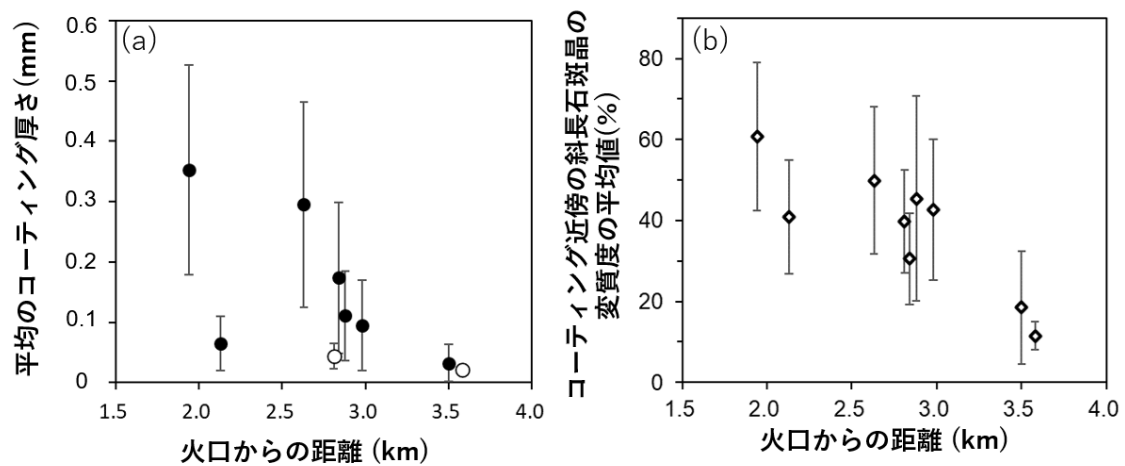 (a)
平均のコーティング厚さ(mm)
0.6
0.5
0.4
0.3
0.2
0.1
0
1.5 2.0 2.5 3.0 3.5 4.0
火口からの距離 (km)
(b)
コーティング近傍の斜長石斑晶の
変質度の平均値(%)
80
60
40
20
0
1.5 2.0 2.5 3.0 3.5 4.0
火口からの距離 (km)